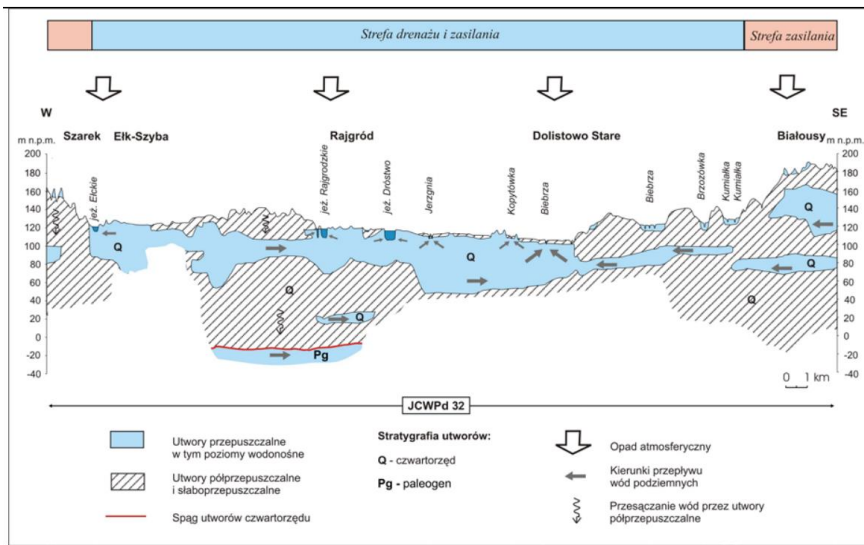 Strefa drenażu i zasilania
Strefa zasilania
W
SE
Szarek
Ełk-Szyba
Rajgród
Dolistowo Stare
Białousy
m n.p.m.
m n.p.m.
200
180
160
140
120
100
80
60
40
20
0
-20
-40
200
180
160
140
120
100
80
60
40
20
0
-20
-40
jez. Ełckie
jez. Rajgrodzkie
jez. Dróstwo
Jerzgnia
Kopytówka
Biebrza
Biebrza
Brzozówka
Kumiałka
Kumiałka
Q
Q
Q
Q
Q
Q
Q
Pg
0 1 km
JCWPd 32
Utwory przepuszczalne
w tym poziomy wodonośne
Utwory półprzepuszczalne
i słaboprzepuszczalne
Spąg utworów czwartorzędu
Stratygrafia utworów:
Q - czwartorzęd
Pg - paleogen
Opad atmosferyczny
Kierunki przepływu
wód podziemnych
Przesączanie wód przez utwory
półprzepuszczalne